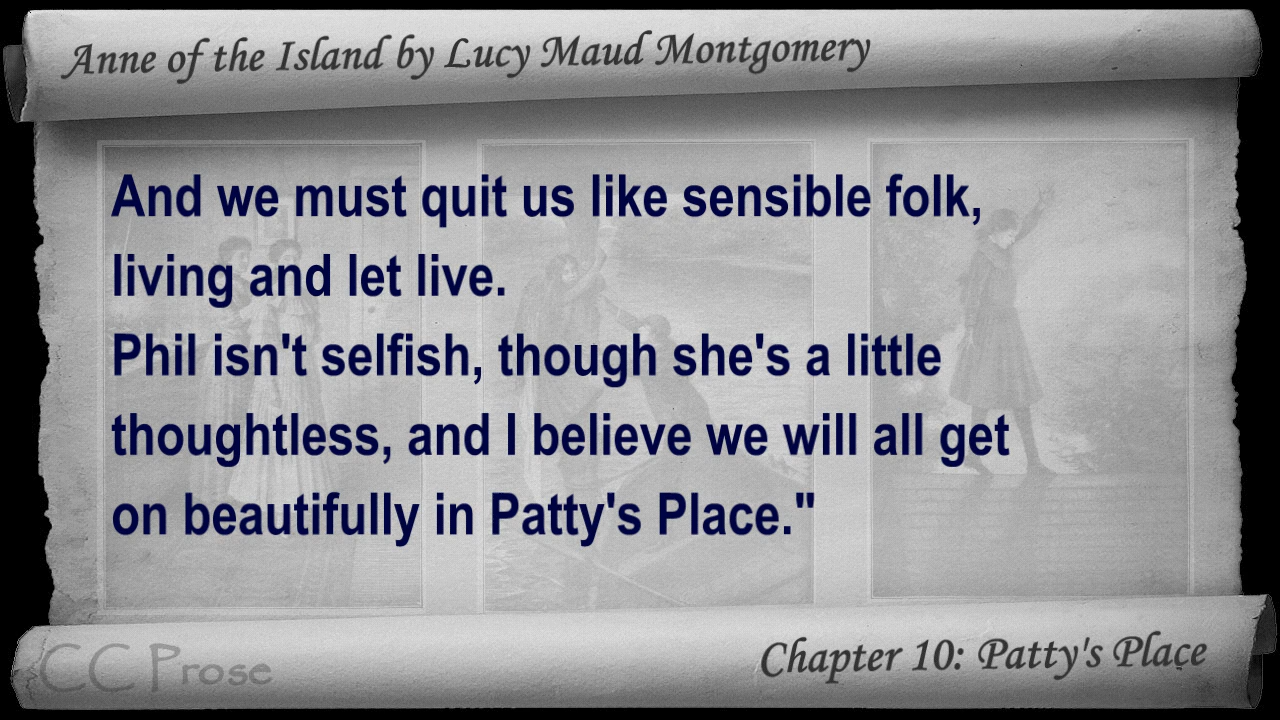 Anne of the Island by Lucy Maud Montgomery
And we must quit us like sensible folk,
living and let live.
Phil isn't selfish, though she's a little
thoughtless, and I believe we will all get
on beautifully in Patty's Place."
CC Prose
Chapter 10: Patty's Place